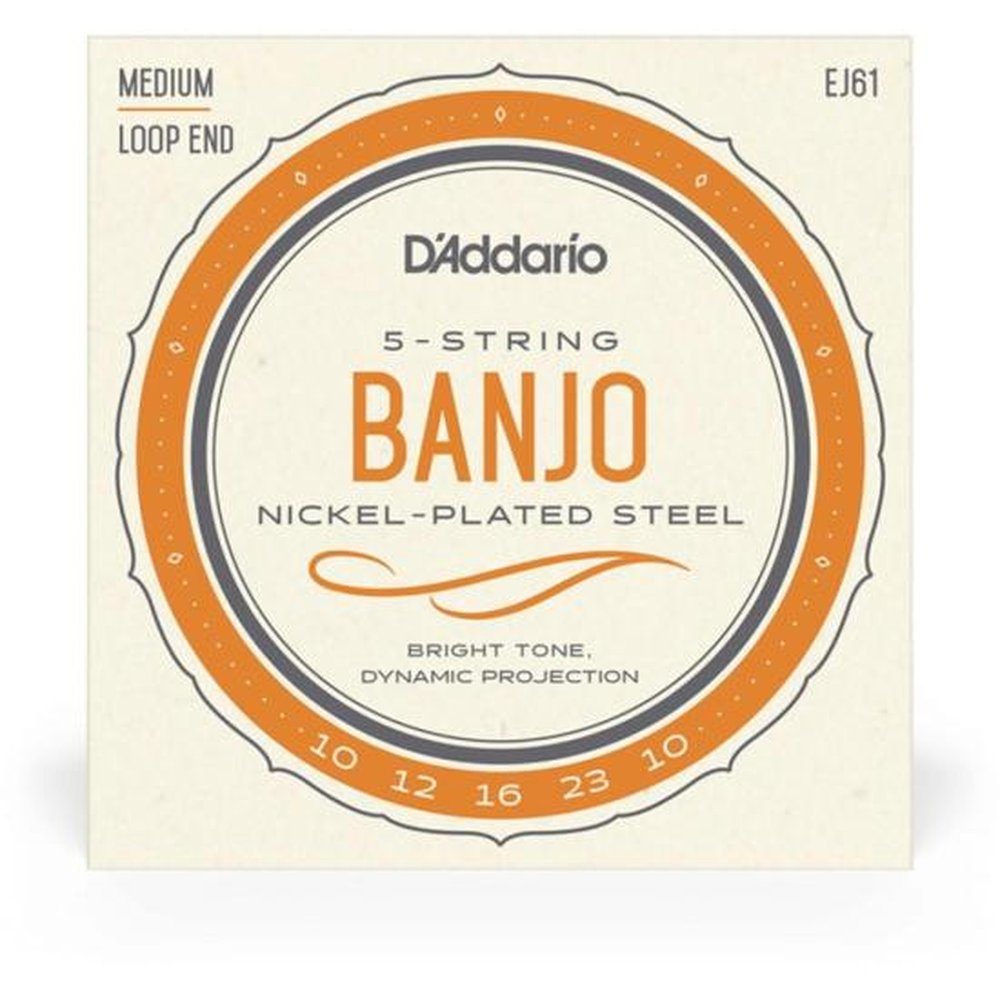 MEDIUM
LOOP END
EJ61
D'Addario
5-STRING
BANJO
NICKEL-PLATED STEEL
BRIGHT TONE,
DYNAMIC PROJECTION
10 12 16 23 10